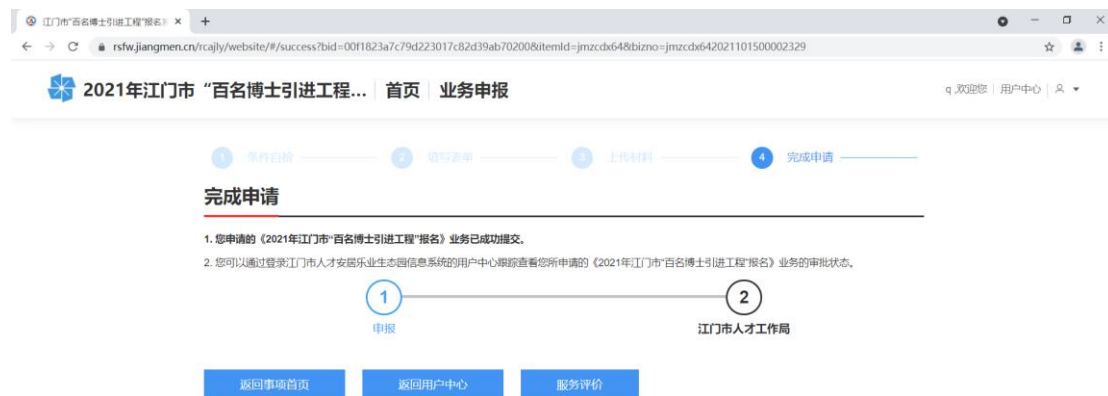 江门市"百名博士引进工程"报名
rsfw.jiangmen.cn/rcajly/website/#/success?bid=00f1823a7c79d223017c82d39ab70200&itemId=jmzcdx64&bizno=jmzcdx642021101500002329
2021年江门市“百名博士引进工程... 首页 业务申报
q ,欢迎您 用户中心
1 条件自检 2 填写表单 3 上传材料 4 完成申请
完成申请
1. 您申请的《2021年江门市“百名博士引进工程”报名》业务已成功提交。
2. 您可以通过登录江门市人才安居乐业生态园信息系统的用户中心跟踪查看您所申请的《2021年江门市“百名博士引进工程”报名》业务的审批状态。
1 2
申报 江门市人才工作局
返回事项首页 返回用户中心 服务评价